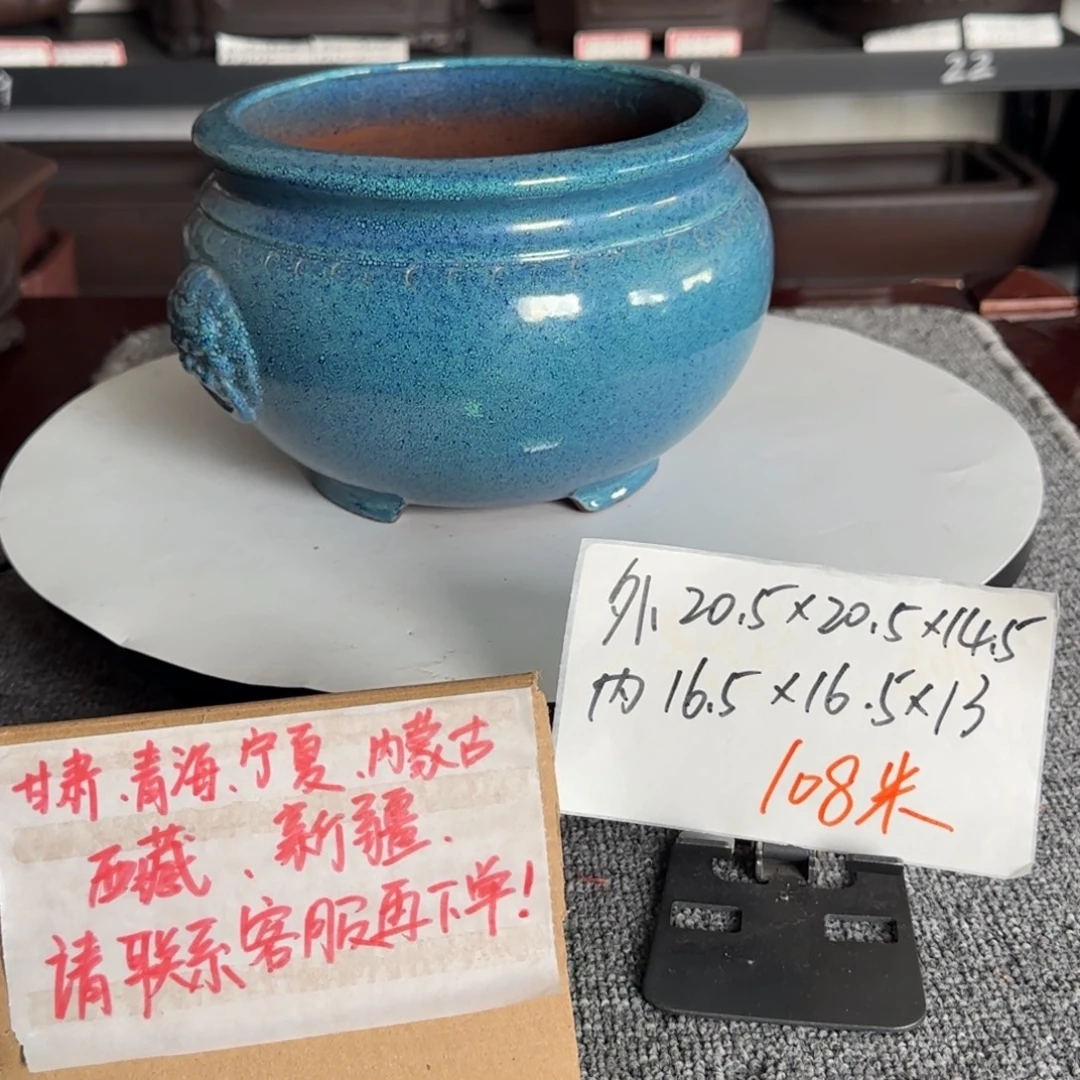 22
外 20.5×20.5×14.5
内 16.5×16.5×13
108米
甘肃、青海、宁夏、内蒙古
西藏、新疆、
请联系客服再下单!